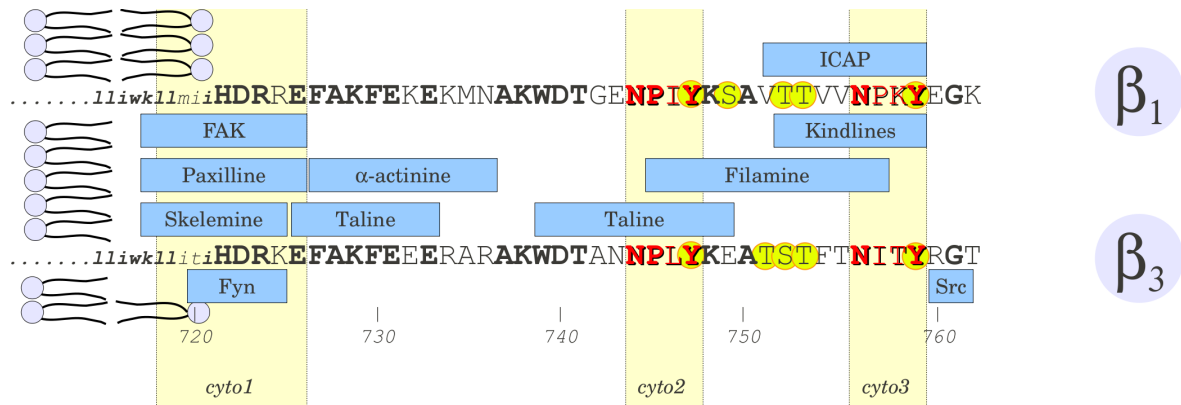 ICAP
.......lliwkllmiiHDRREFAKFEKEKMNAKWDTGENPIYKSAVTTVVNPKYEGK
β1
FAK Kindlines
Paxilline α-actinine Filamine
Skelemine Taline Taline
.......lliwkllitiHDRKEFAKFEEERARAKWDTANNPLYKEATSTFTNITYRGT
β3
Fyn Src
720 730 740 750 760
cyto1 cyto2 cyto3